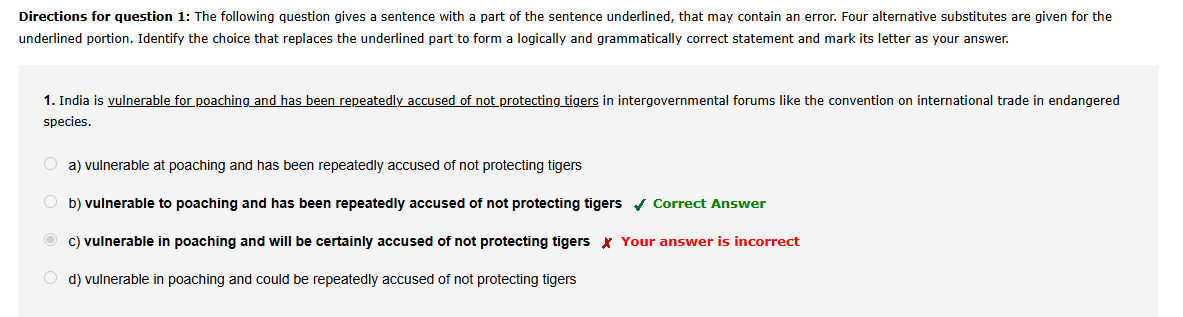 Directions for question 1: The following question gives a sentence with a part of the sentence underlined, that may contain an error. Four alternative substitutes are given for the
underlined portion. Identify the choice that replaces the underlined part to form a logically and grammatically correct statement and mark its letter as your answer.
1. India is vulnerable for poaching and has been repeatedly accused of not protecting tigers in intergovernmental forums like the convention on international trade in endangered
species.
a) vulnerable at poaching and has been repeatedly accused of not protecting tigers
b) vulnerable to poaching and has been repeatedly accused of not protecting tigers ✓ Correct Answer
c) vulnerable in poaching and will be certainly accused of not protecting tigers ✗ Your answer is incorrect
d) vulnerable in poaching and could be repeatedly accused of not protecting tigers